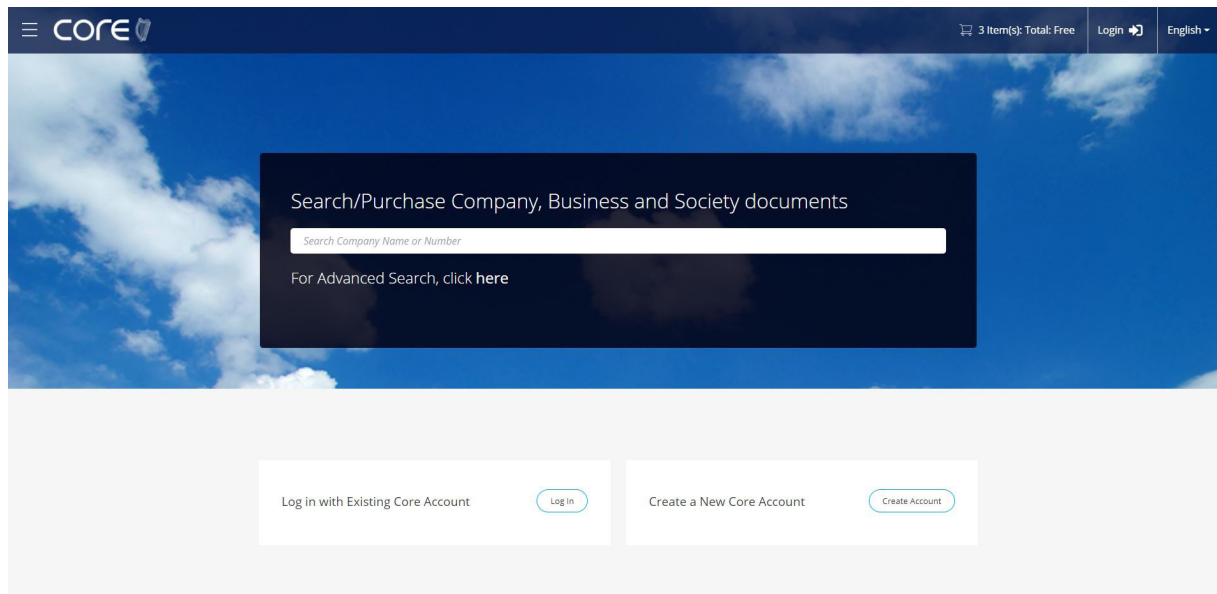 core
3 Item(s): Total: Free
Login
English
Search/Purchase Company, Business and Society documents
Search Company Name or Number
For Advanced Search, click here
Log in with Existing Core Account
Log In
Create a New Core Account
Create Account